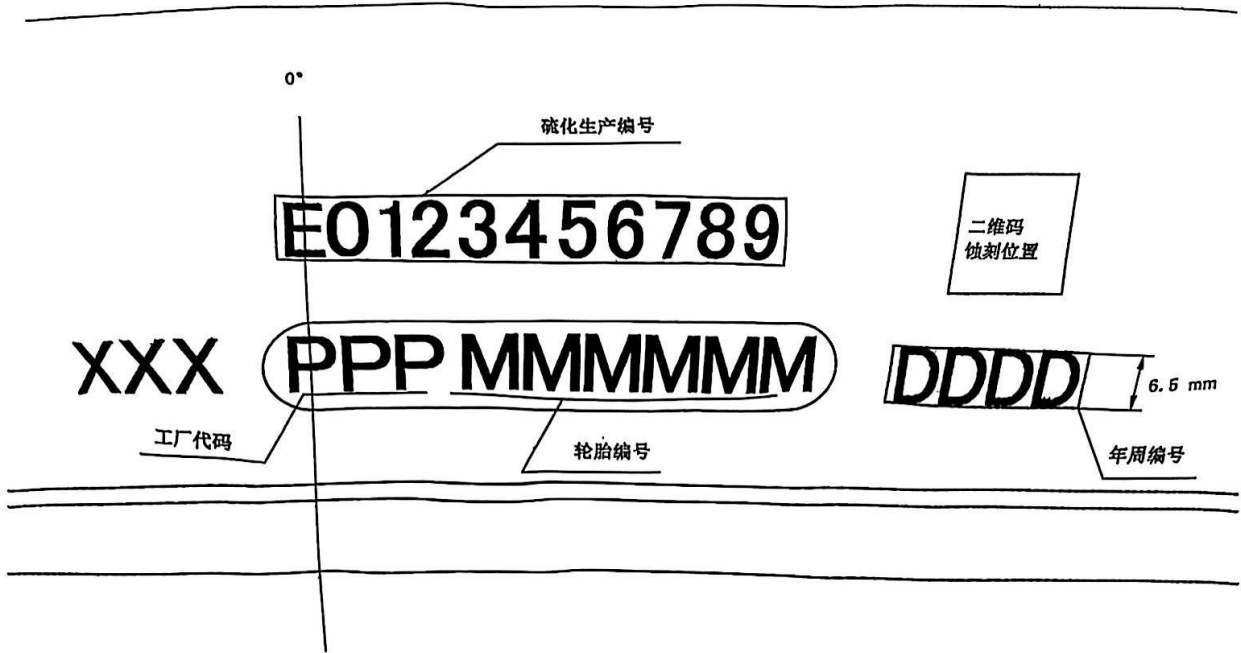 0°
硫化生产编号
E0123456789
二维码
蚀刻位置
XXX PPP MMMMMM DDDD
6.5 mm
工厂代码
轮胎编号
年周编号